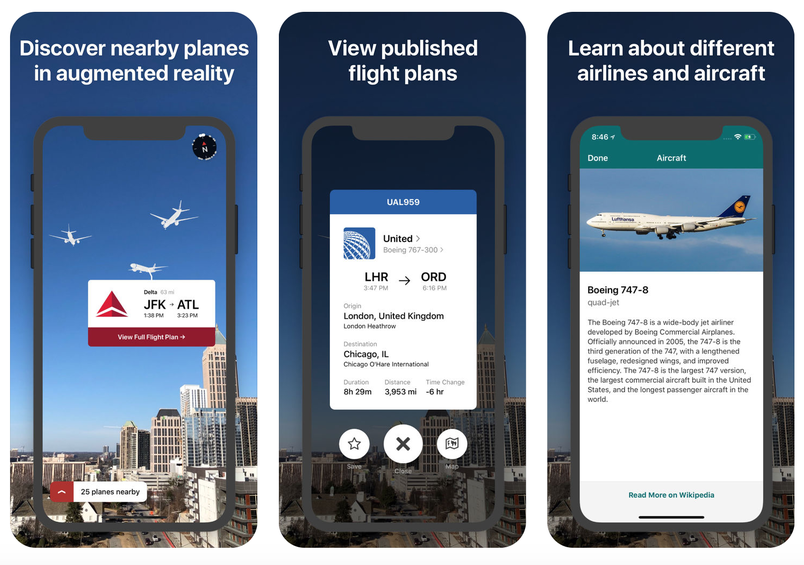 Discover nearby planes
in augmented reality
N
Delta 63 mi
JFK → ATL
1:38 PM 3:23 PM
View Full Flight Plan →
25 planes nearby
View published
flight plans
UAL959
United >
Boeing 767-300 >
LHR → ORD
3:47 PM 6:16 PM
Origin
London, United Kingdom
London Heathrow
Destination
Chicago, IL
Chicago O'Hare International
Duration Distance Time Change
8h 29m 3,953 mi -6 hr
Save Close Map
Learn about different
airlines and aircraft
8:46
Done Aircraft
Lufthansa
Boeing 747-8
quad-jet
The Boeing 747-8 is a wide-body jet airliner
developed by Boeing Commercial Airplanes.
Officially announced in 2005, the 747-8 is the
third generation of the 747, with a lengthened
fuselage, redesigned wings, and improved
efficiency. The 747-8 is the largest 747 version,
the largest commercial aircraft built in the United
States, and the longest passenger aircraft in the
world.
Read More on Wikipedia